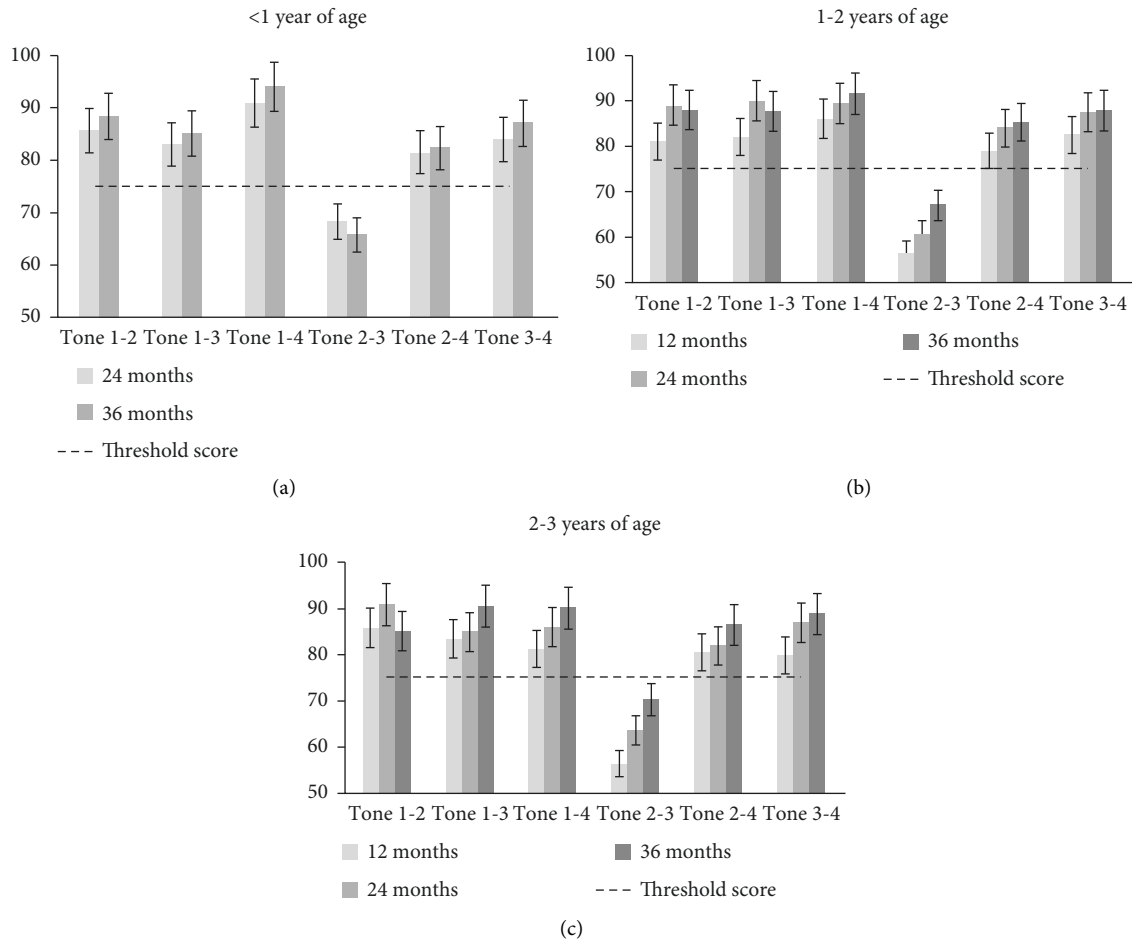 <1 year of age
100
90
80
70
60
50
Tone 1-2 Tone 1-3 Tone 1-4 Tone 2-3 Tone 2-4 Tone 3-4
24 months
36 months
Threshold score
(a)
1-2 years of age
100
90
80
70
60
50
Tone 1-2 Tone 1-3 Tone 1-4 Tone 2-3 Tone 2-4 Tone 3-4
12 months 36 months
24 months Threshold score
(b)
2-3 years of age
100
90
80
70
60
50
Tone 1-2 Tone 1-3 Tone 1-4 Tone 2-3 Tone 2-4 Tone 3-4
12 months 36 months
24 months Threshold score
(c)